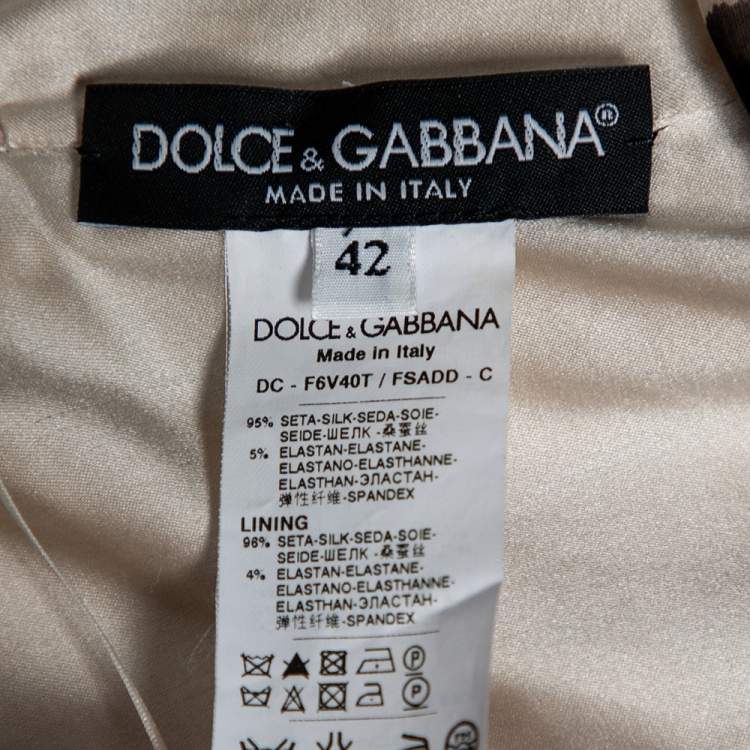 DOLCE & GABBANA®
MADE IN ITALY
42
DOLCE & GABBANA
Made in Italy
DC - F6V40T / FSADD - C
95% SETA-SILK-SEDA-SOIE-
SEIDE-ШЕЛК -桑蚕丝
5% ELASTAN-ELASTANE-
ELASTANO-ELASTHANNE-
ELASTHAN-ЭЛАСТАН-
弹性纤维-SPANDEX
LINING
96% SETA-SILK-SEDA-SOIE-
SEIDE-ШЕЛК -桑蚕丝
4% ELASTAN-ELASTANE-
ELASTANO-ELASTHANNE-
ELASTHAN-ЭЛАСТАН-
弹性纤维-SPANDEX
P
P